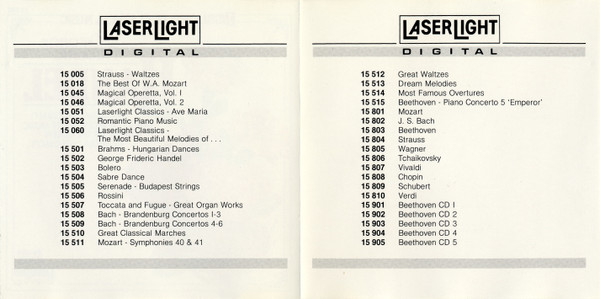 LASERLIGHT
DIGITAL
15 005 Strauss - Waltzes
15 018 The Best Of W.A. Mozart
15 045 Magical Operetta, Vol. I
15 046 Magical Operetta, Vol. 2
15 051 Laserlight Classics - Ave Maria
15 052 Romantic Piano Music
15 060 Laserlight Classics -
The Most Beautiful Melodies of . . .
15 501 Brahms - Hungarian Dances
15 502 George Frideric Handel
15 503 Bolero
15 504 Sabre Dance
15 505 Serenade - Budapest Strings
15 506 Rossini
15 507 Toccata and Fugue - Great Organ Works
15 508 Bach - Brandenburg Concertos I-3
15 509 Bach - Brandenburg Concertos 4-6
15 510 Great Classical Marches
15 511 Mozart - Symphonies 40 & 41
LASERLIGHT
DIGITAL
15 512 Great Waltzes
15 513 Dream Melodies
15 514 Most Famous Overtures
15 515 Beethoven - Piano Concerto 5 'Emperor'
15 801 Mozart
15 802 J. S. Bach
15 803 Beethoven
15 804 Strauss
15 805 Wagner
15 806 Tchaikovsky
15 807 Vivaldi
15 808 Chopin
15 809 Schubert
15 810 Verdi
15 901 Beethoven CD I
15 902 Beethoven CD 2
15 903 Beethoven CD 3
15 904 Beethoven CD 4
15 905 Beethoven CD 5